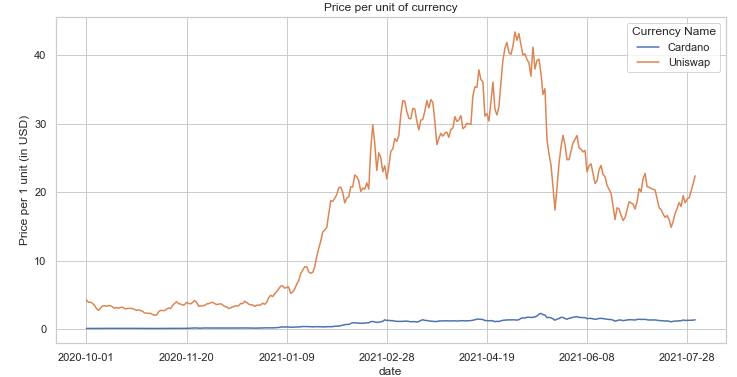 Price per unit of currency
Currency Name
Cardano
Uniswap
Price per 1 unit (in USD)
40
30
20
10
0
2020-10-01 2020-11-20 2021-01-09 2021-02-28 2021-04-19 2021-06-08 2021-07-28
date